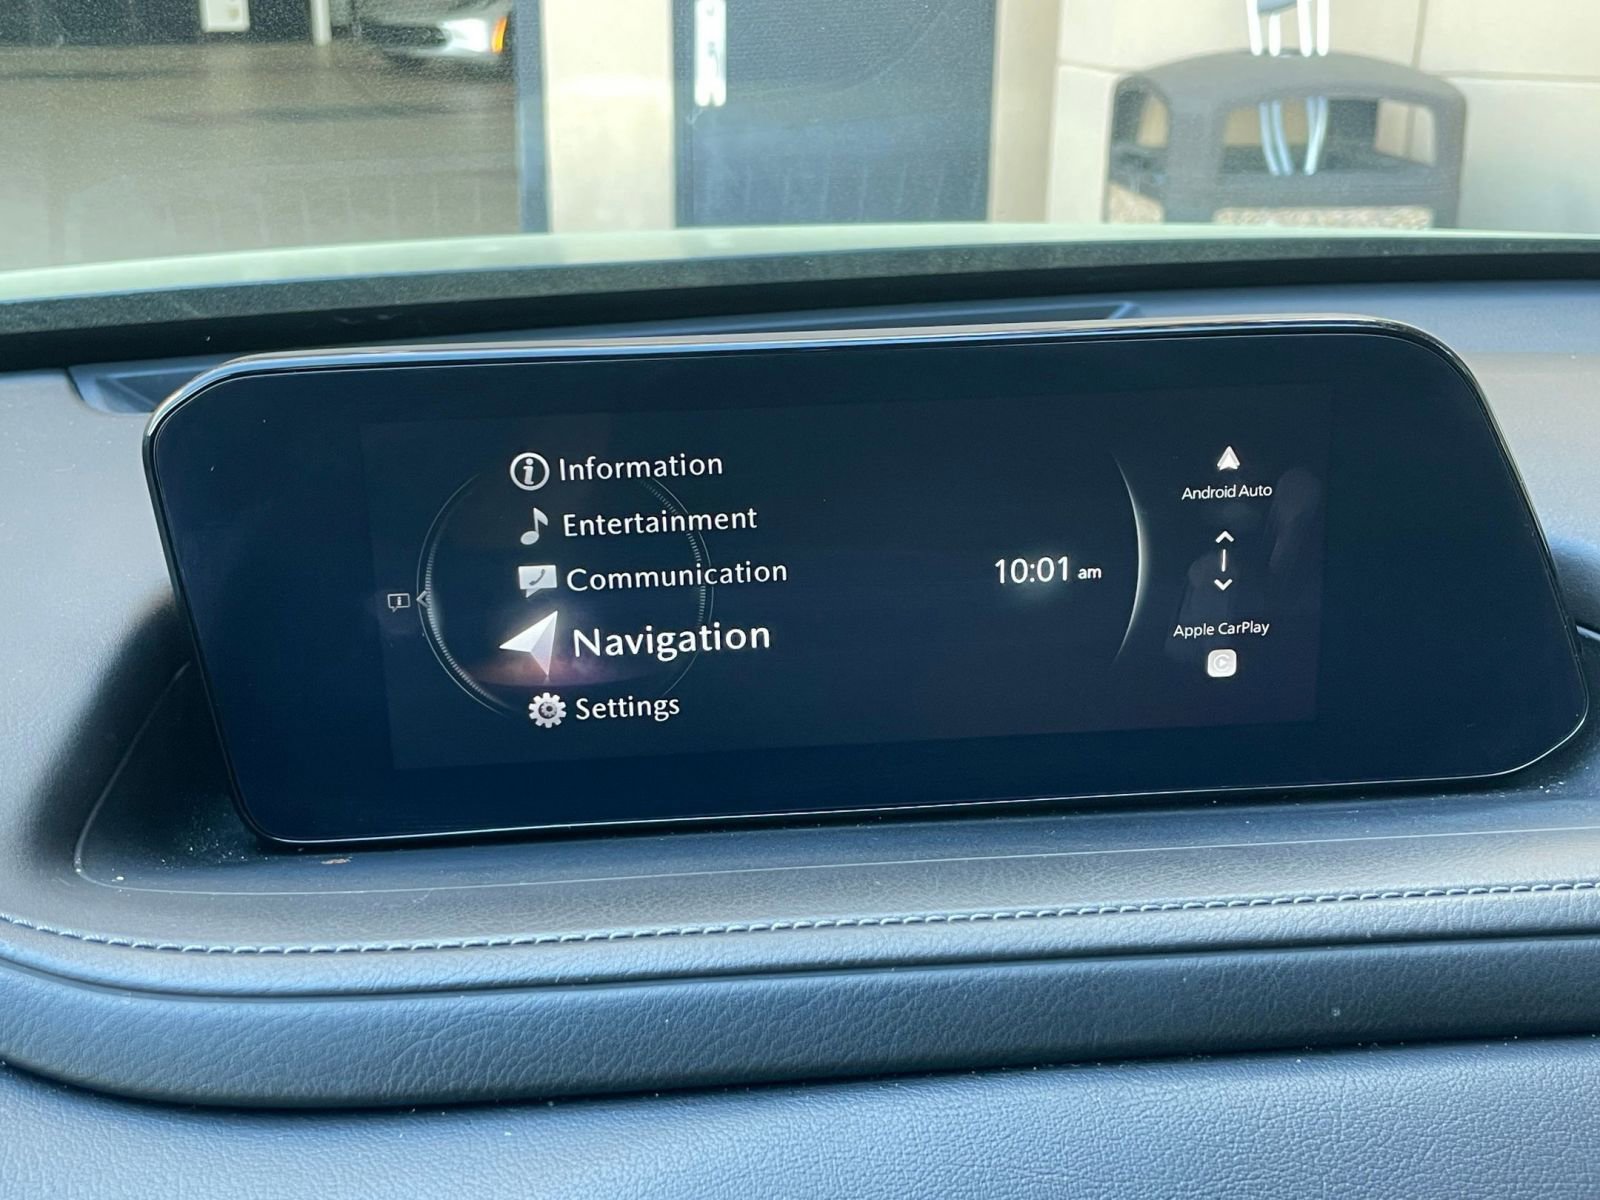 Information
Entertainment
Communication
Navigation
Settings
10:01 am
Android Auto
Apple CarPlay